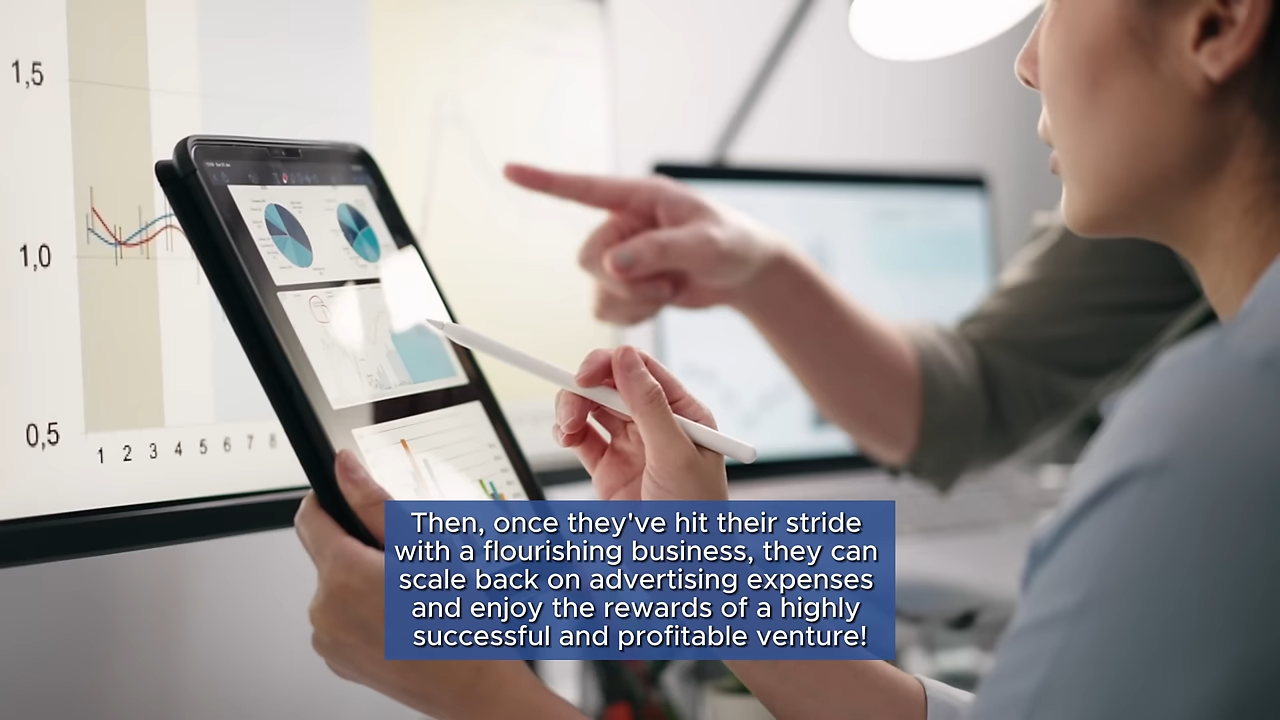 1,5
1,0
0,5
1 2 3 4 5 6 7 8
Then, once they've hit their stride
with a flourishing business, they can
scale back on advertising expenses
and enjoy the rewards of a highly
successful and profitable venture!